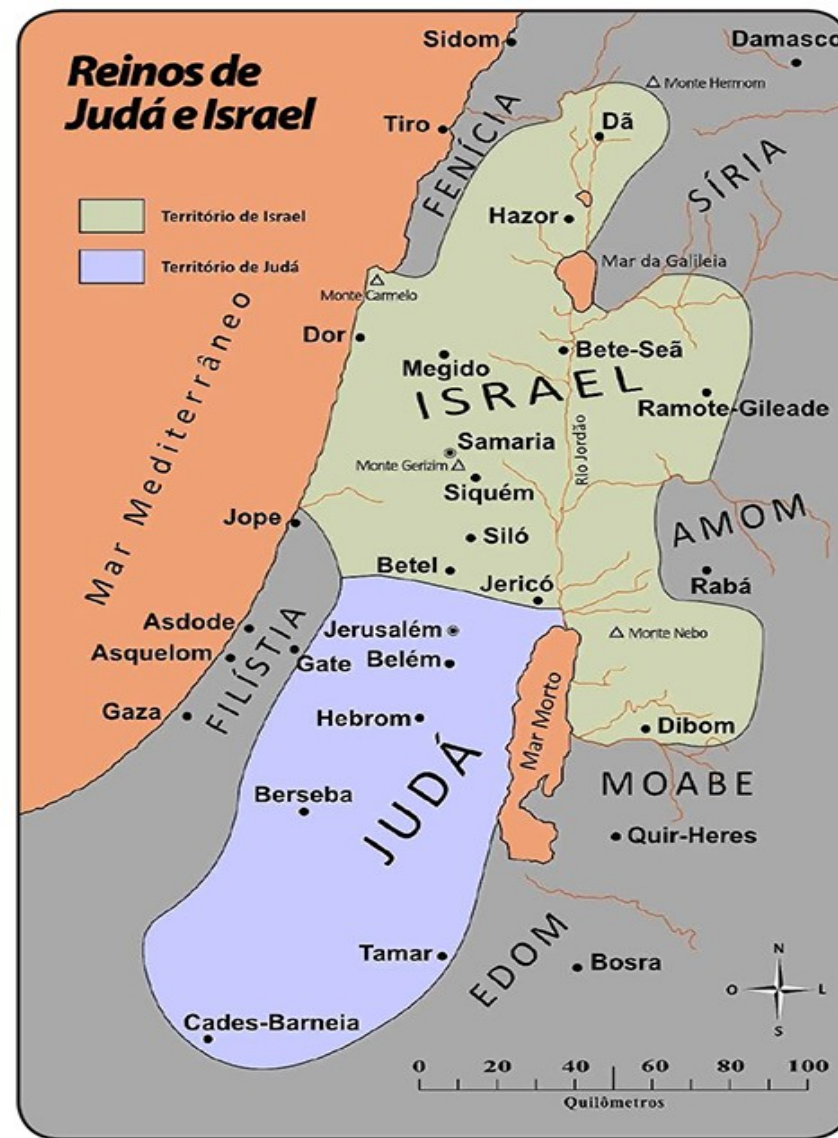 Reinos de
Judá e Israel
Território de Israel
Território de Judá
Sidom
Damasco
Monte Hermom
Tiro
FENÍCIA
Dã
SÍRIA
Hazor
Mar da Galileia
Monte Carmelo
Mar Mediterrâneo
Dor
Megido
Bete-Seã
ISRAEL
Ramote-Gileade
Samaria
Rio Jordão
Monte Gerizim
Siquém
Jope
Siló
AMOM
Betel
Jericó
Rabá
Asdode
Jerusalém
Monte Nebo
Asquelom
FILÍSTIA
Gate
Belém
Gaza
Hebrom
Mar Morto
Dibom
JUDÁ
MOABE
Berseba
Quir-Heres
Tamar
EDOM
Bosra
N
O
L
S
Cades-Barneia
0 20 40 60 80 100
Quilômetros